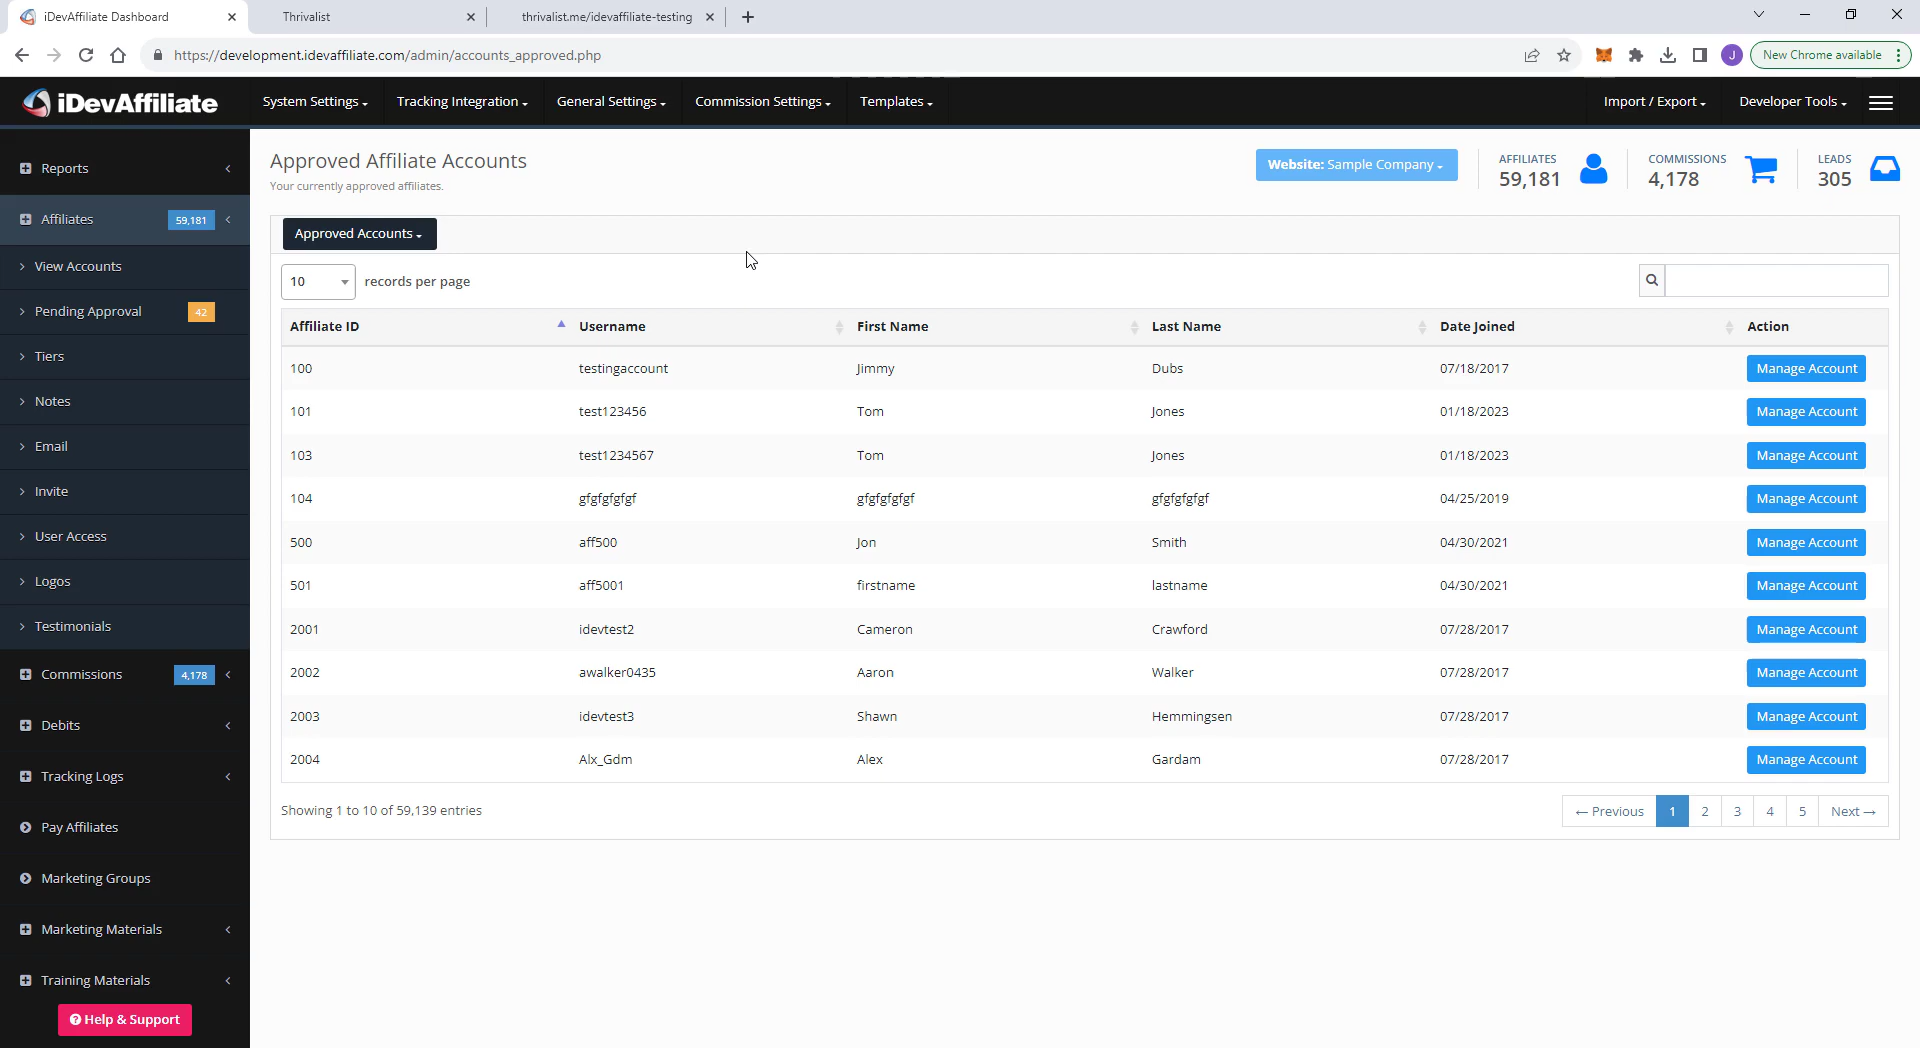 iDevAffiliate Dashboard
Thrivalist
thrivalist.me/idevaffiliate-testing
https://development.idevaffiliate.com/admin/accounts_approved.php
J
New Chrome available
iDevAffiliate
System Settings
Tracking Integration
General Settings
Commission Settings
Templates
Import / Export
Developer Tools
Reports
Affiliates 59,181
View Accounts
Pending Approval 42
Tiers
Notes
Email
Invite
User Access
Logos
Testimonials
Commissions 4,178
Debits
Tracking Logs
Pay Affiliates
Marketing Groups
Marketing Materials
Training Materials
Help & Support
Approved Affiliate Accounts
Your currently approved affiliates.
Website: Sample Company
AFFILIATES
59,181
COMMISSIONS
4,178
LEADS
305
Approved Accounts
10 records per page
Affiliate ID Username First Name Last Name Date Joined Action
100 testingaccount Jimmy Dubs 07/18/2017 Manage Account
101 test123456 Tom Jones 01/18/2023 Manage Account
103 test1234567 Tom Jones 01/18/2023 Manage Account
104 gfgfgfgfgf gfgfgfgfgf gfgfgfgfgf 04/25/2019 Manage Account
500 aff500 Jon Smith 04/30/2021 Manage Account
501 aff5001 firstname lastname 04/30/2021 Manage Account
2001 idevtest2 Cameron Crawford 07/28/2017 Manage Account
2002 awalker0435 Aaron Walker 07/28/2017 Manage Account
2003 idevtest3 Shawn Hemmingsen 07/28/2017 Manage Account
2004 Alx_Gdm Alex Gardam 07/28/2017 Manage Account
Showing 1 to 10 of 59,139 entries
← Previous 1 2 3 4 5 Next →